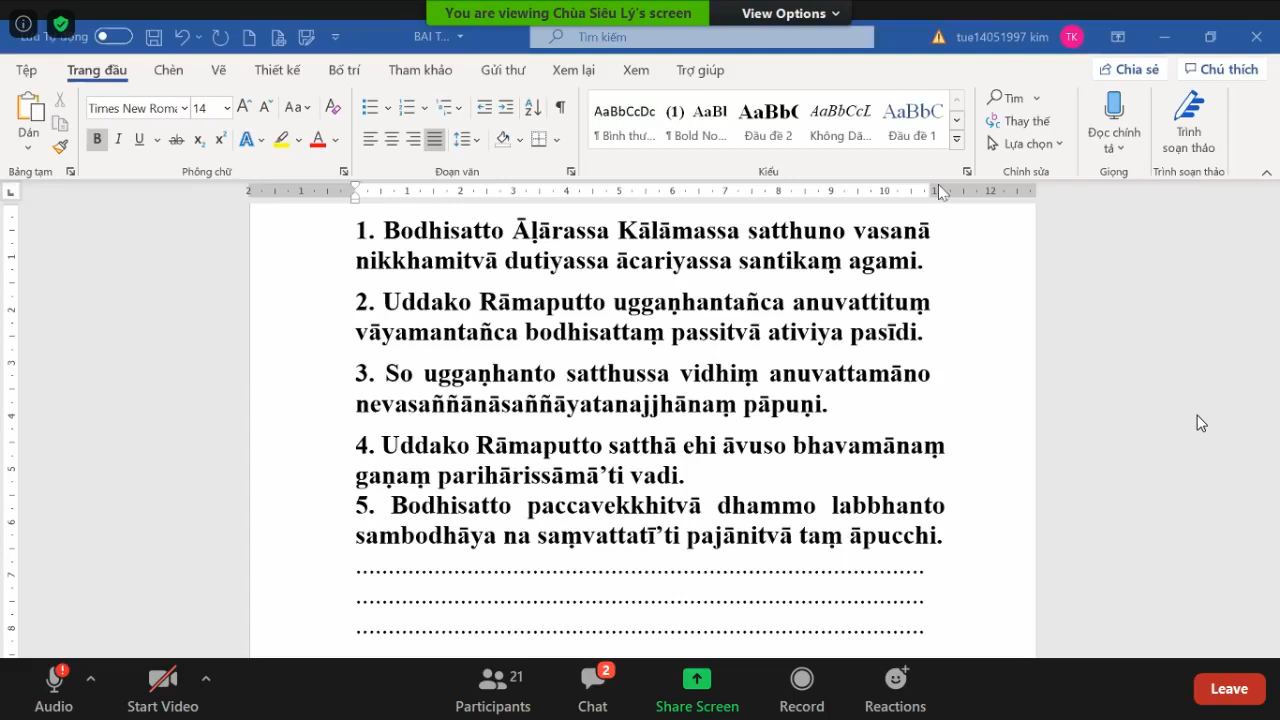 You are viewing Chùa Siêu Lý's screen
View Options
Lưu Tự động
BAI T...
Tìm kiếm
tue14051997 kim
TK
Tệp
Trang đầu
Chèn
Vẽ
Thiết kế
Bố trí
Tham khảo
Gửi thư
Xem lại
Xem
Trợ giúp
Chia sẻ
Chú thích
Dán
Times New Roma
14
Aa
B I U ab x₂ x²
AaBbCcDc
(1) AaBl
AaBb(
AaBbCcL
AaBbC
¶ Bình thư...
¶ Bold No...
Đầu đề 2
Không Dã...
Đầu đề 1
Tìm
Thay thế
Lựa chọn
Đọc chính
tả
Trình
soạn thảo
Bảng tạm
Phông chữ
Đoạn văn
Kiểu
Chỉnh sửa
Giọng
Trình soạn thảo
1. Bodhisatto Āḷārassa Kālāmassa satthuno vasanā
nikkhamitvā dutiyassa ācariyassa santikaṃ agami.
2. Uddako Rāmaputto uggaṇhantañca anuvattituṃ
vāyamantañca bodhisattaṃ passitvā ativiya pasīdi.
3. So uggaṇhanto satthussa vidhiṃ anuvattamāno
nevasaññānāsaññāyatanajjhānaṃ pāpuṇi.
4. Uddako Rāmaputto satthā ehi āvuso bhavamānaṃ
gaṇaṃ parihārissāmā’ti vadi.
5. Bodhisatto paccavekkhitvā dhammo labbhanto
sambodhāya na saṃvattatī’ti pajānitvā taṃ āpucchi.
Audio
Start Video
21
Participants
2
Chat
Share Screen
Record
Reactions
Leave